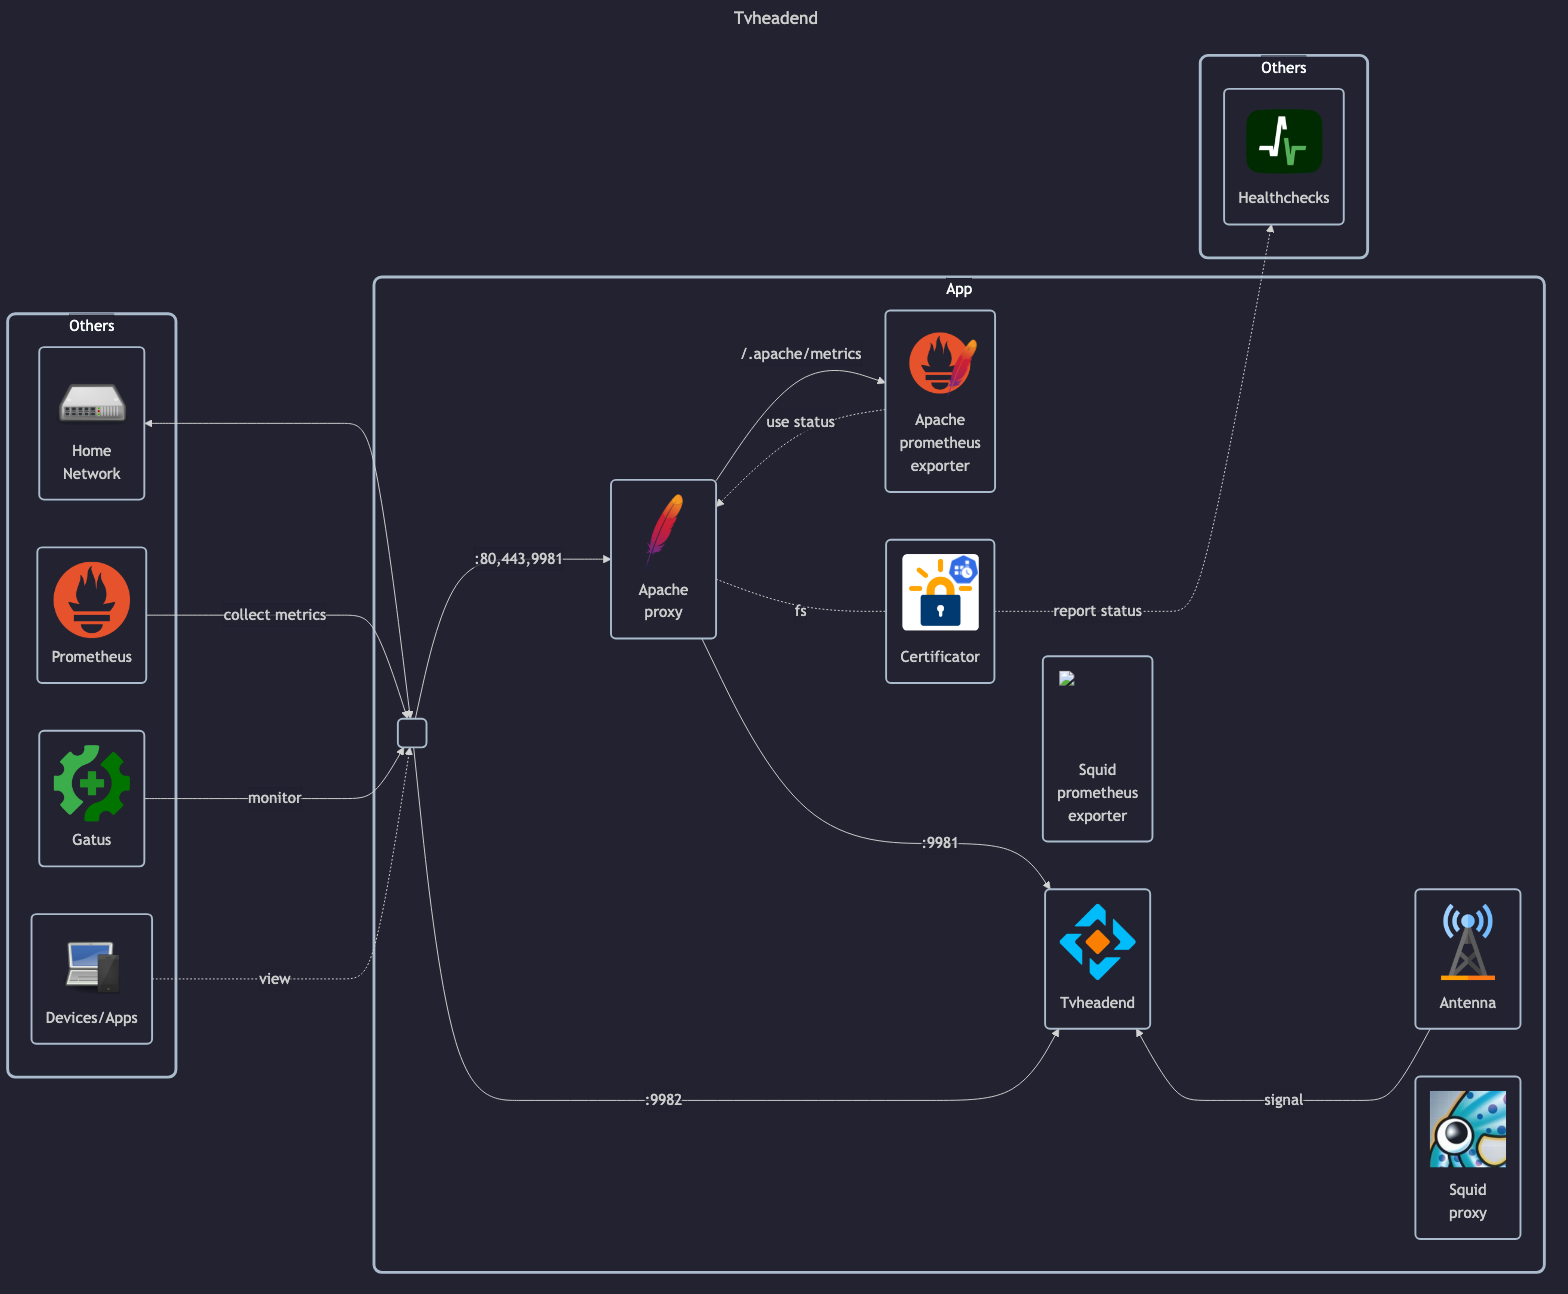 Tvheadend
Others
Healthchecks
App
Others
Home
Network
Prometheus
Gatus
Devices/Apps
collect metrics
monitor
view
:80,443,9981
Apache
proxy
/.apache/metrics
use status
Apache
prometheus
exporter
fs
Certificator
report status
Squid
prometheus
exporter
:9981
Tvheadend
Antenna
:9982
signal
Squid
proxy